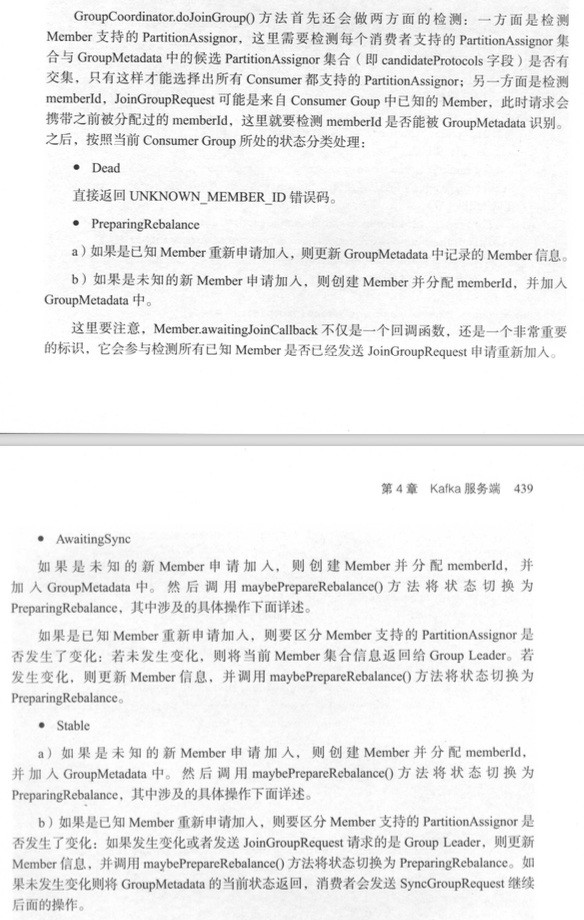 GroupCoordinator.doJoinGroup() 方法首先还会做两方面的检测：一方面是检测
Member 支持的 PartitionAssignor，这里需要检测每个消费者支持的 PartitionAssignor 集
合与 GroupMetadata 中的候选 PartitionAssignor 集合（即 candidateProtocols 字段）是否有
交集，只有这样才能选择出所有 Consumer 都支持的 PartitionAssignor；另一方面是检测
memberId，JoinGroupRequest 可能是来自 Consumer Goup 中已知的 Member，此时请求会
携带之前被分配过的 memberId，这里就要检测 memberId 是否能被 GroupMetadata 识别。
之后，按照当前 Consumer Group 所处的状态分类处理：
• Dead
直接返回 UNKNOWN_MEMBER_ID 错误码。
• PreparingRebalance
a）如果是已知 Member 重新申请加入，则更新 GroupMetadata 中记录的 Member 信息。
b）如果是未知的新 Member 申请加入，则创建 Member 并分配 memberId，并加入
GroupMetadata 中。
这里要注意，Member.awaitingJoinCallback 不仅是一个回调函数，还是一个非常重要
的标识，它会参与检测所有已知 Member 是否已经发送 JoinGroupRequest 申请重新加入。
第 4 章 Kafka 服务端 439
• AwaitingSync
如果是未知的新 Member 申请加入，则创建 Member 并分配 memberId，并
加入 GroupMetadata 中。然后调用 maybePrepareRebalance() 方法将状态切换为
PreparingRebalance，其中涉及的具体操作下面详述。
如果是已知 Member 重新申请加入，则要区分 Member 支持的 PartitionAssignor 是
否发生了变化：若未发生变化，则将当前 Member 集合信息返回给 Group Leader。若
发生变化，则更新 Member 信息，并调用 maybePrepareRebalance() 方法将状态切换为
PreparingRebalance。
• Stable
a）如果是未知的新 Member 申请加入，则创建 Member 并分配 memberId，
并加入 GroupMetadata 中。然后调用 maybePrepareRebalance() 方法将状态切换为
PreparingRebalance，其中涉及的具体操作下面详述。
b）如果是已知 Member 重新申请加入，则要区分 Member 支持的 PartitionAssignor 是
否发生了变化：如果发生变化或者发送 JoinGroupRequest 请求的是 Group Leader，则更新
Member 信息，并调用 maybePrepareRebalance() 方法将状态切换为 PreparingRebalance。如
果未发生变化则将 GroupMetadata 的当前状态返回，消费者会发送 SyncGroupRequest 继续
后面的操作。